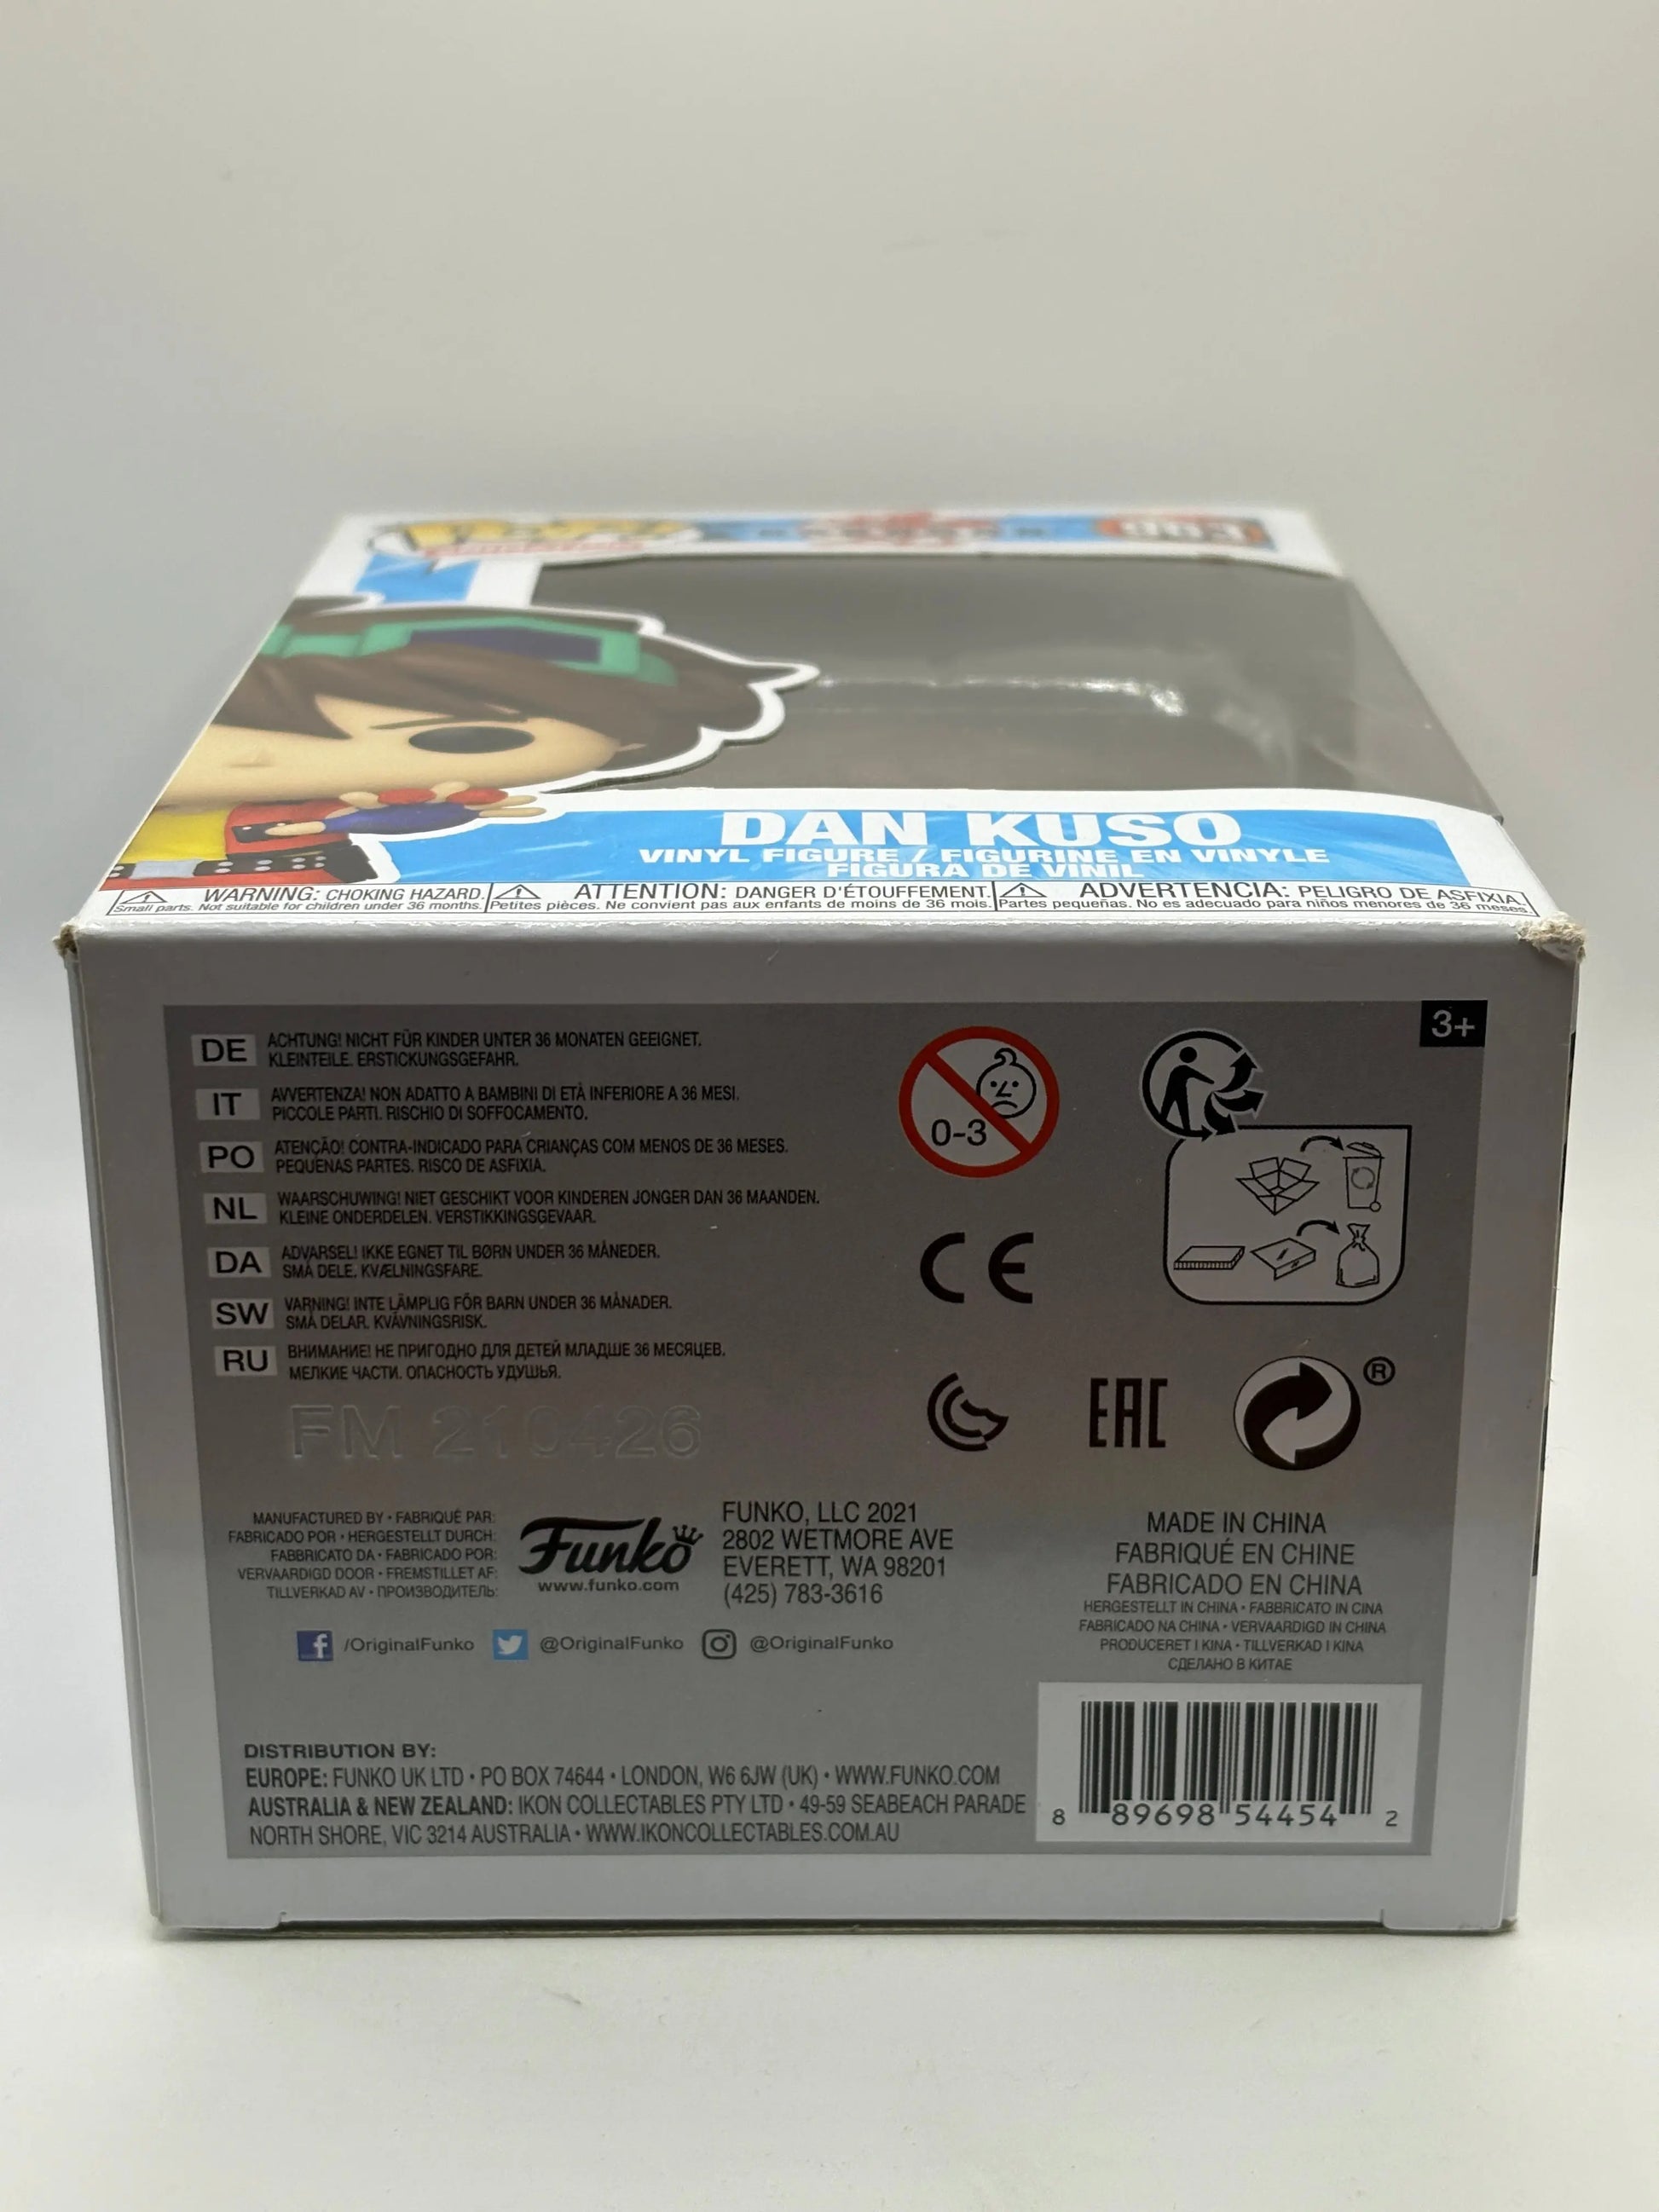 DAN KUSO
VINYL FIGURE / FIGURINE EN VINYLE
FIGURA DE VINIL
WARNING: CHOKING HAZARD.
Small parts. Not suitable for children under 36 months.
ATTENTION: DANGER D'ÉTOUFFEMENT.
Petites pièces. Ne convient pas aux enfants de moins de 36 mois.
ADVERTENCIA: PELIGRO DE ASFIXIA.
Partes pequeñas. No es adecuado para niños menores de 36 meses.
3+
DE ACHTUNG! NICHT FÜR KINDER UNTER 36 MONATEN GEEIGNET.
KLEINTEILE. ERSTICKUNGSGEFAHR.
IT AVVERTENZA! NON ADATTO A BAMBINI DI ETÀ INFERIORE A 36 MESI.
PICCOLE PARTI. RISCHIO DI SOFFOCAMENTO.
PO ATENÇÃO! CONTRA-INDICADO PARA CRIANÇAS COM MENOS DE 36 MESES.
PEQUENAS PARTES. RISCO DE ASFIXIA.
NL WAARSCHUWING! NIET GESCHIKT VOOR KINDEREN JONGER DAN 36 MAANDEN.
KLEINE ONDERDELEN. VERSTIKKINGSGEVAAR.
DA ADVARSEL! IKKE EGNET TIL BØRN UNDER 36 MÅNEDER.
SMÅ DELE. KVÆLNINGSFARE.
SW VARNING! INTE LÄMPLIG FÖR BARN UNDER 36 MÅNADER.
SMÅ DELAR. KVÄVNINGSRISK.
RU ВНИМАНИЕ! НЕ ПРИГОДНО ДЛЯ ДЕТЕЙ МЛАДШЕ 36 МЕСЯЦЕВ.
МЕЛКИЕ ЧАСТИ. ОПАСНОСТЬ УДУШЬЯ.
0-3
CE
EAC
®
FM 210426
MANUFACTURED BY • FABRIQUÉ PAR:
FABRICADO POR • HERGESTELLT DURCH:
FABBRICATO DA • FABRICADO POR:
VERVAARDIGD DOOR • FREMSTILLET AF:
TILLVERKAD AV • ПРОИЗВОДИТЕЛЬ:
Funko
www.funko.com
FUNKO, LLC 2021
2802 WETMORE AVE
EVERETT, WA 98201
(425) 783-3616
MADE IN CHINA
FABRIQUÉ EN CHINE
FABRICADO EN CHINA
HERGESTELLT IN CHINA • FABBRICATO IN CINA
FABRICADO NA CHINA • VERVAARDIGD IN CHINA
PRODUCERET I KINA • TILLVERKAD I KINA
СДЕЛАНО В КИТАЕ
/OriginalFunko @OriginalFunko @OriginalFunko
DISTRIBUTION BY:
EUROPE: FUNKO UK LTD • PO BOX 74644 • LONDON, W6 6JW (UK) • WWW.FUNKO.COM
AUSTRALIA & NEW ZEALAND: IKON COLLECTABLES PTY LTD • 49-59 SEABEACH PARADE
NORTH SHORE, VIC 3214 AUSTRALIA • WWW.IKONCOLLECTABLES.COM.AU
8 89698 54454 2